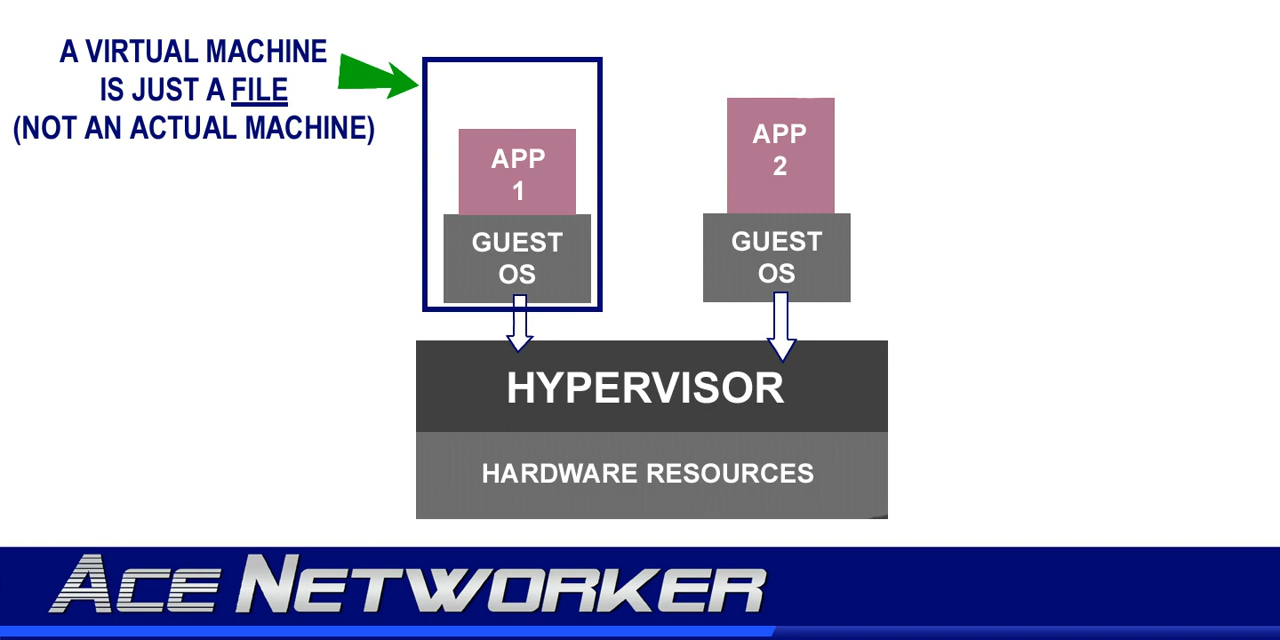 A VIRTUAL MACHINE
IS JUST A FILE
(NOT AN ACTUAL MACHINE)
APP
1
GUEST
OS
APP
2
GUEST
OS
HYPERVISOR
HARDWARE RESOURCES
ACE NETWORKER